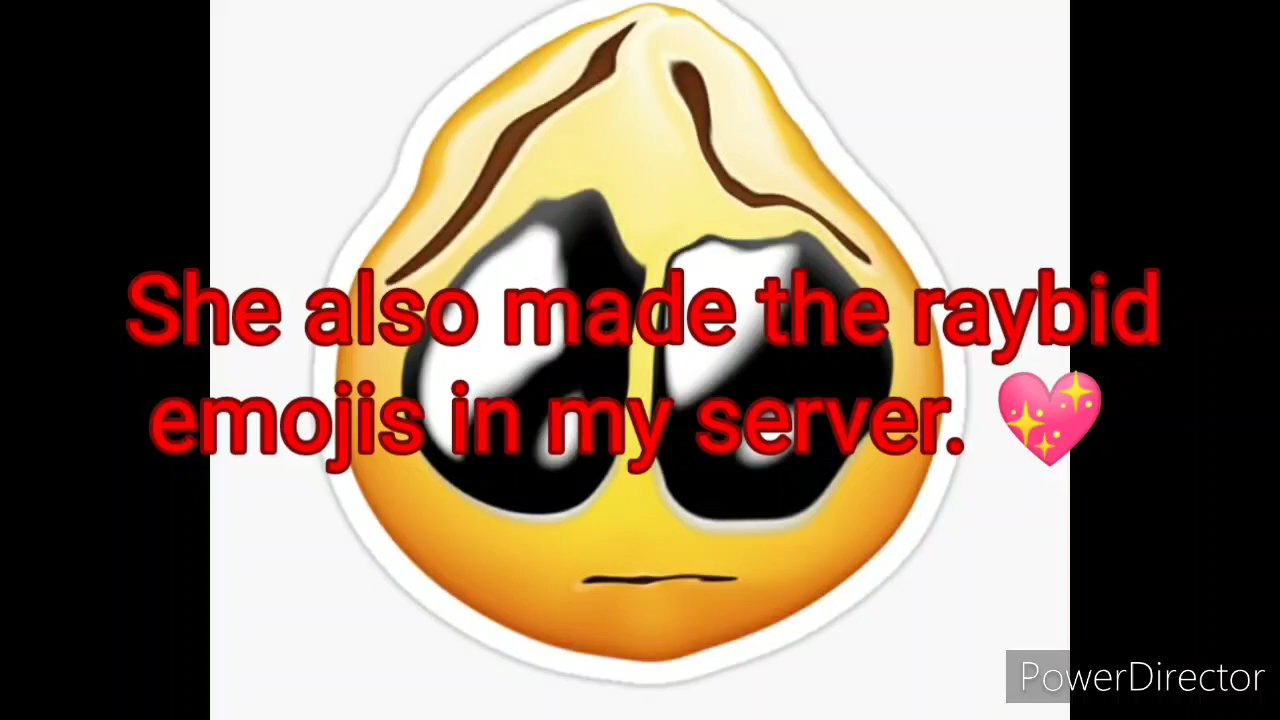 She also made the raybid
emojis in my server. 💖
PowerDirector